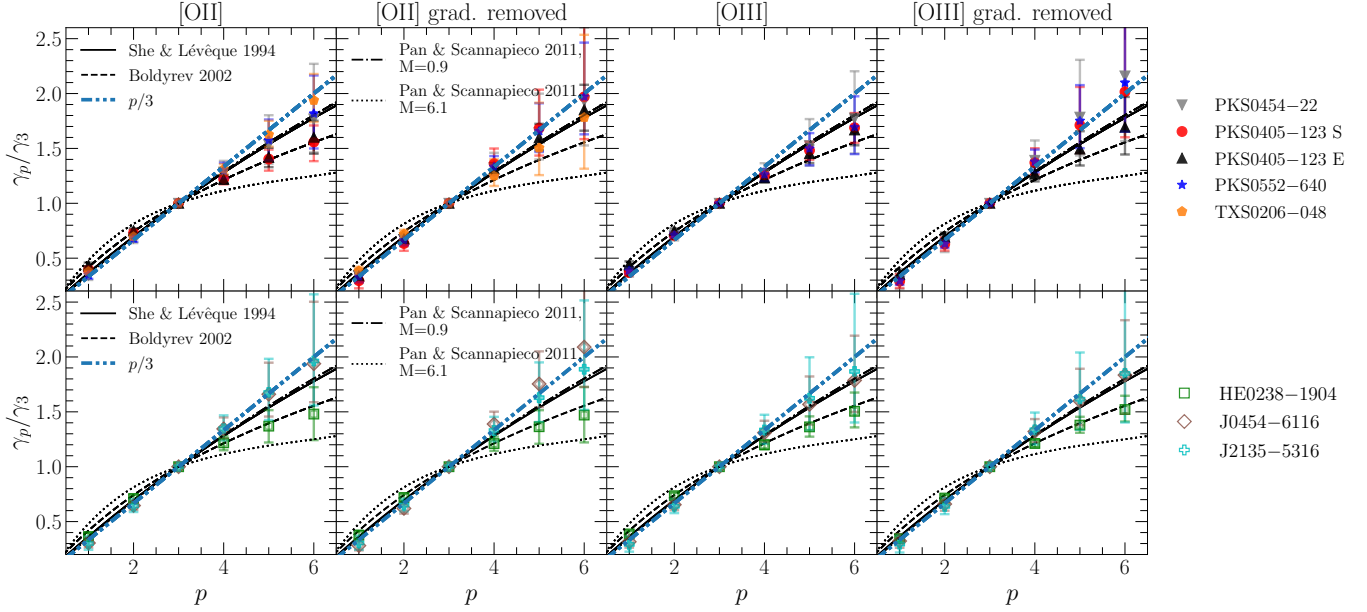 [OII]
[OII] grad. removed
[OIII]
[OIII] grad. removed
2.5
2.0
1.5
1.0
0.5
γp/γ3
She & Lévêque 1994
Boldyrev 2002
p/3
Pan & Scannapieco 2011,
M=0.9
Pan & Scannapieco 2011,
M=6.1
PKS0454−22
PKS0405−123 S
PKS0405−123 E
PKS0552−640
TXS0206−048
2.5
2.0
1.5
1.0
0.5
γp/γ3
She & Lévêque 1994
Boldyrev 2002
p/3
Pan & Scannapieco 2011,
M=0.9
Pan & Scannapieco 2011,
M=6.1
HE0238−1904
J0454−6116
J2135−5316
2 4 6 2 4 6 2 4 6 2 4 6
p p p p